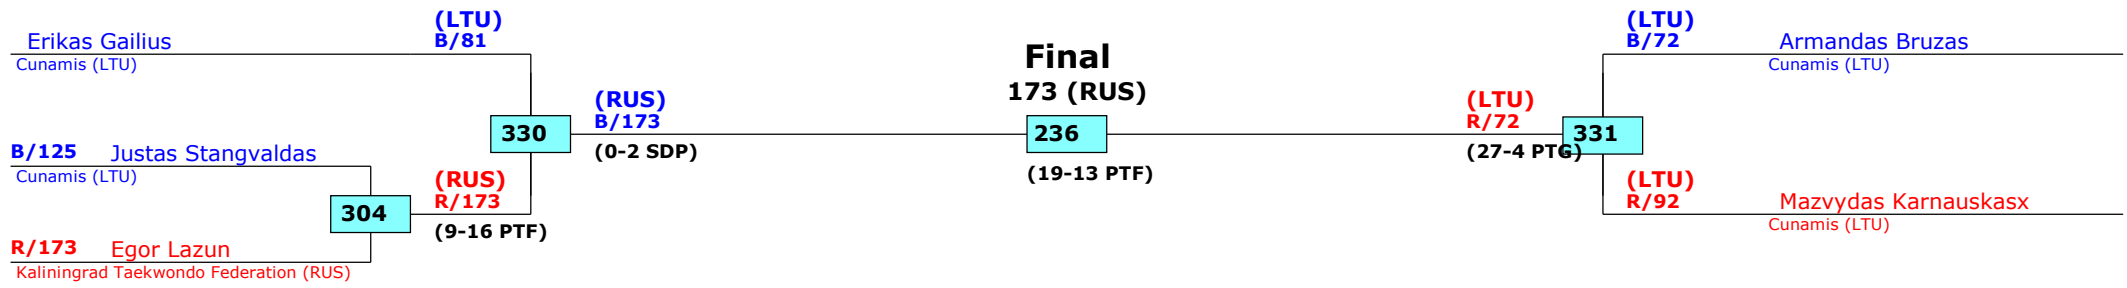 (LTU)
B/81
Erikas Gailius
Cunamis (LTU)
B/125 Justas Stangvaldas
Cunamis (LTU)
304
R/173 Egor Lazun
Kaliningrad Taekwondo Federation (RUS)
(RUS)
R/173
(9-16 PTF)
330
(RUS)
B/173
(0-2 SDP)
Final
173 (RUS)
236
(19-13 PTF)
(LTU)
R/72
(27-4 PTG)
331
(LTU)
B/72
Armandas Bruzas
Cunamis (LTU)
(LTU)
R/92
Mazvydas Karnauskasx
Cunamis (LTU)